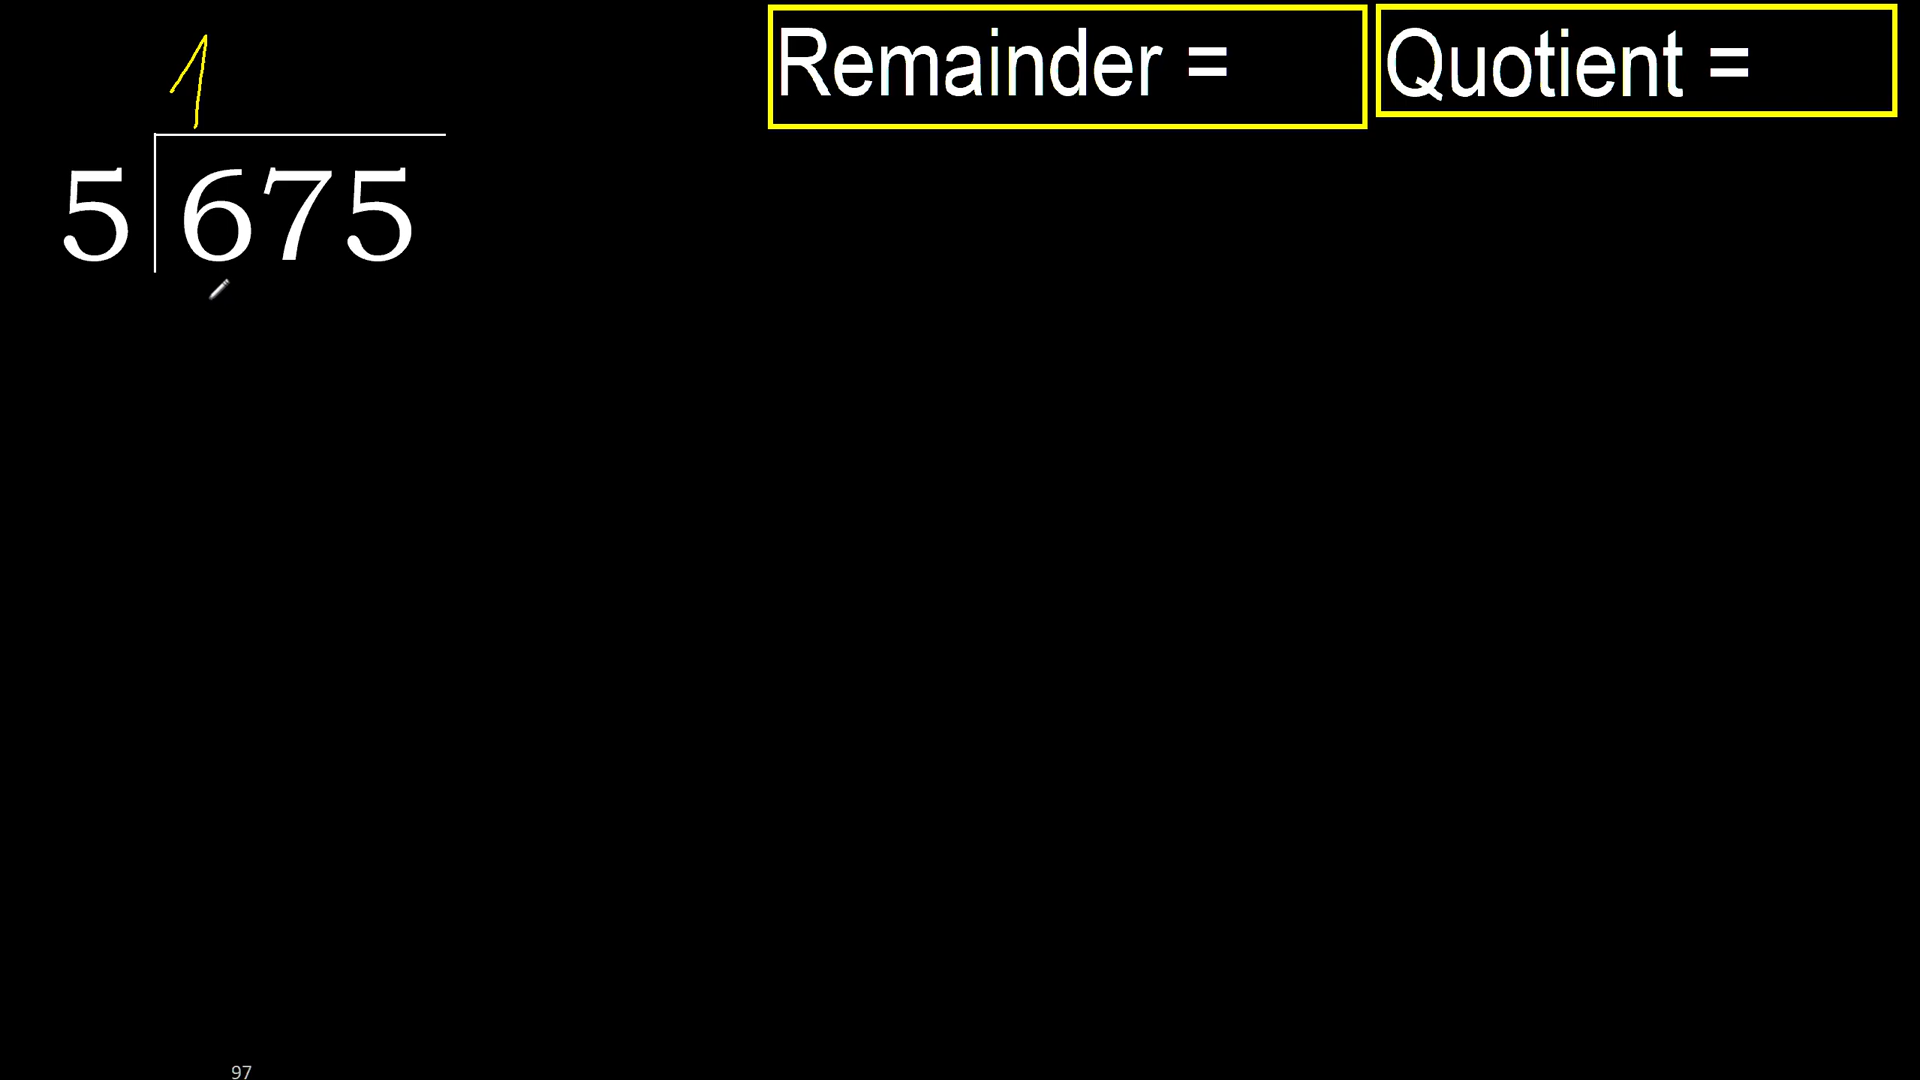 1
Remainder =
Quotient =
5 675
97